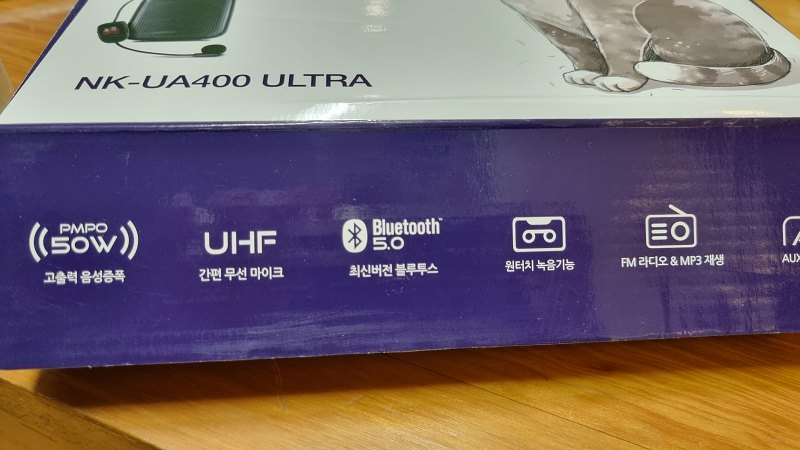 NK-UA400 ULTRA
PMPO
50W
고출력 음성증폭
UHF
간편 무선 마이크
Bluetooth™
5.0
최신버전 블루투스
원터치 녹음기능
FM 라디오 & MP3 재생
AUX